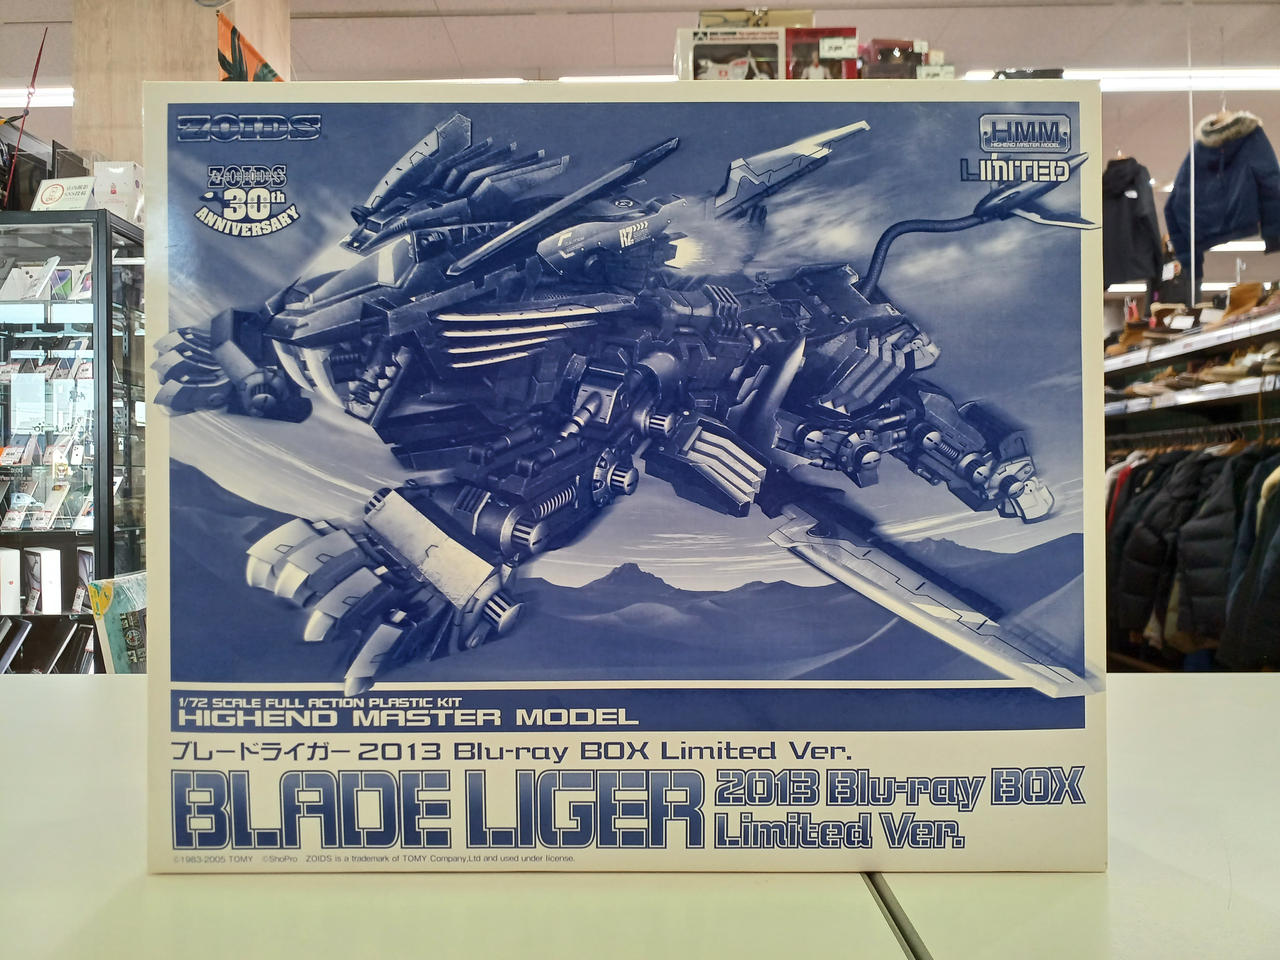 ZOIDS
ZOIDS
30th
ANNIVERSARY
HMM
HIGHEND MASTER MODEL
LIMITED
RZ
1/72 SCALE FULL ACTION PLASTIC KIT
HIGHEND MASTER MODEL
ブレードライガー 2013 Blu-ray BOX Limited Ver.
BLADE LIGER 2013 Blu-ray BOX
Limited Ver.
©1983-2005 TOMY ©ShoPro ZOIDS is a trademark of TOMY Company,Ltd and used under license.